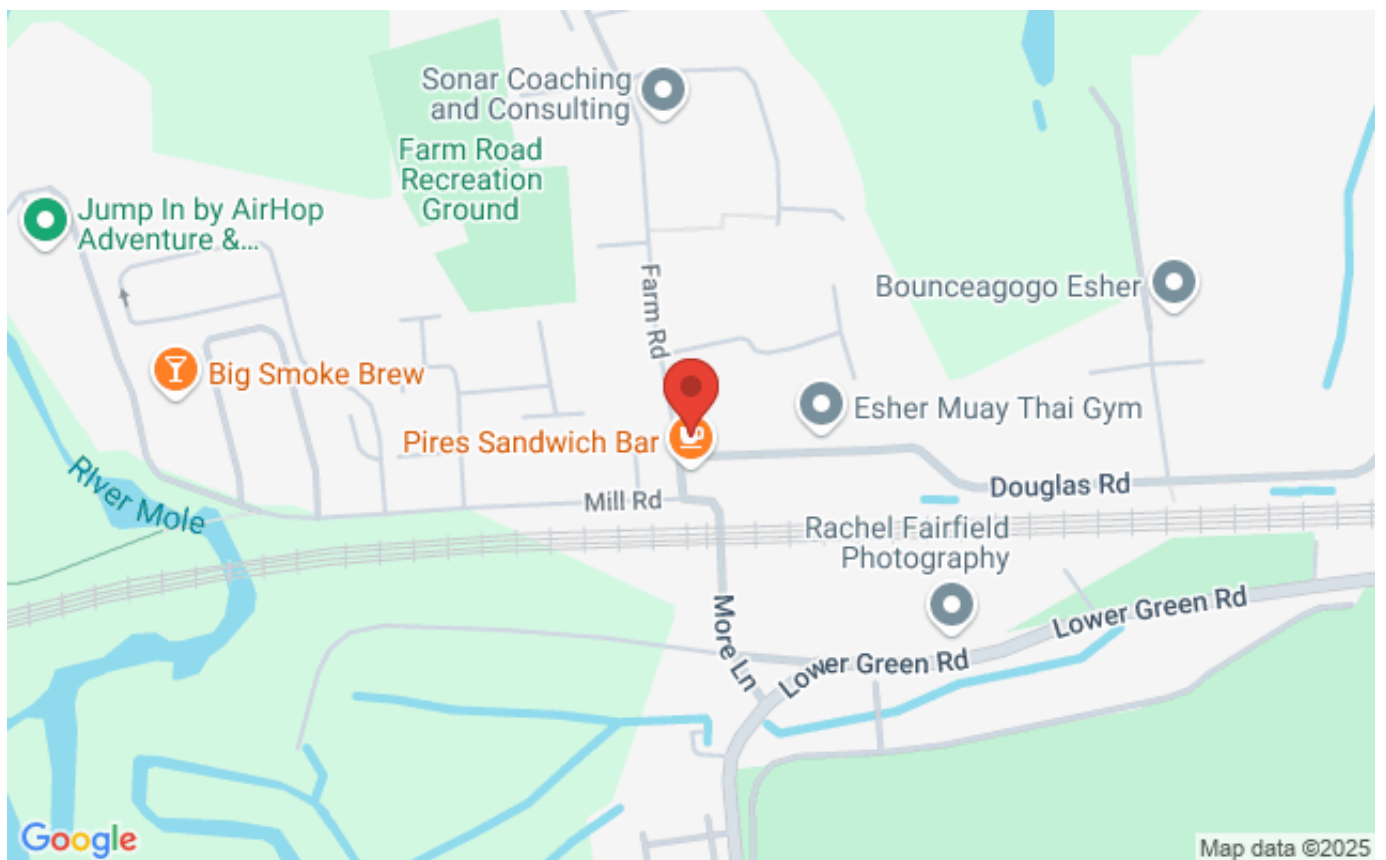 Sonar Coaching
and Consulting
Farm Road
Recreation
Ground
Jump In by AirHop
Adventure &...
Farm Rd
Bounceagogo Esher
Big Smoke Brew
Esher Muay Thai Gym
Pires Sandwich Bar
River Mole
Mill Rd
Douglas Rd
Rachel Fairfield
Photography
More Ln
Lower Green Rd
Lower Green Rd
Google
Map data ©2025